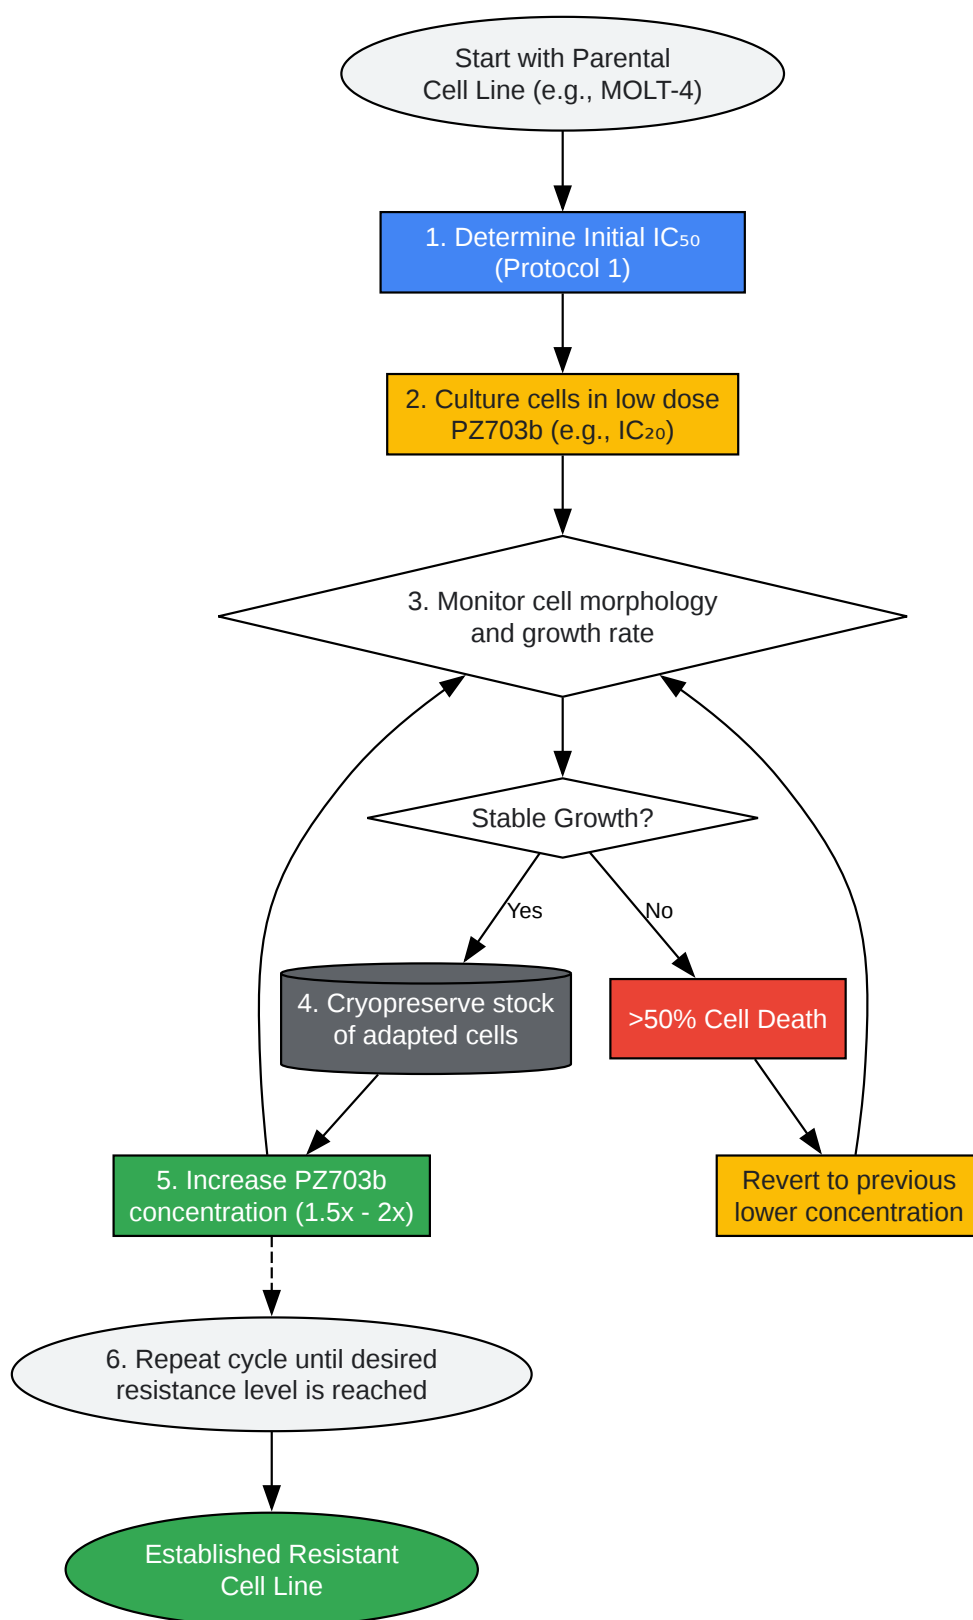 Start with Parental
Cell Line (e.g., MOLT-4)
1. Determine Initial IC₅₀
(Protocol 1)
2. Culture cells in low dose
PZ703b (e.g., IC₂₀)
3. Monitor cell morphology
and growth rate
Stable Growth?
Yes
No
4. Cryopreserve stock
of adapted cells
>50% Cell Death
5. Increase PZ703b
concentration (1.5x - 2x)
Revert to previous
lower concentration
6. Repeat cycle until desired
resistance level is reached
Established Resistant
Cell Line